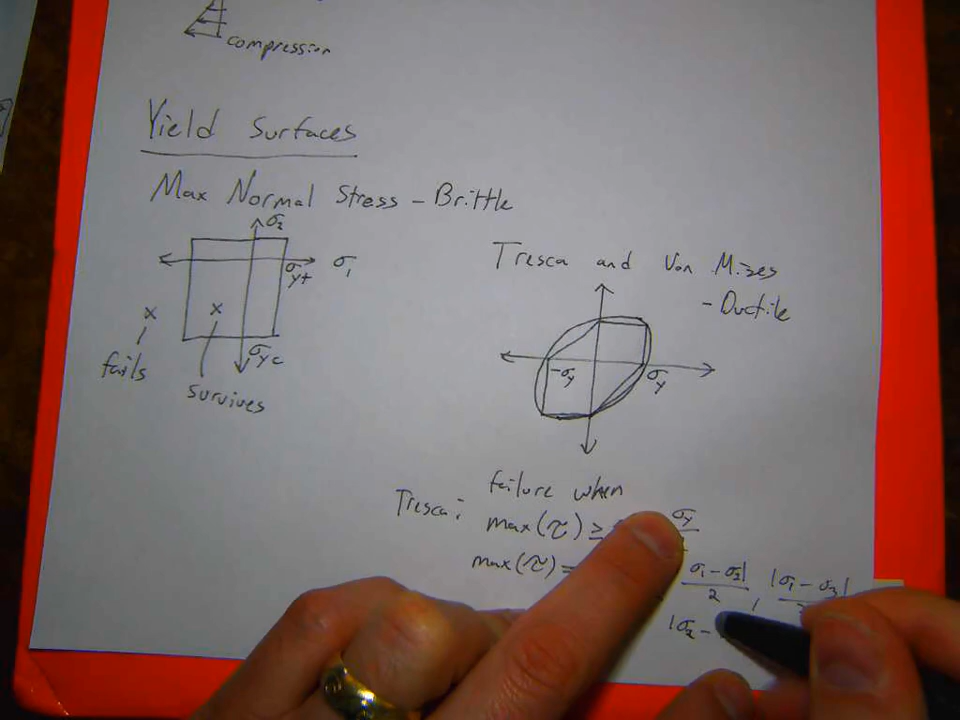 compression
Yield Surfaces
Max Normal Stress - Brittle
σ2
σyt σ1
x x
σyc
fails
survives
Tresca and Von Mises
- Ductile
-σy σy
Tresca: failure when
max(τ) ≥ σy
max(τ) = σ1-σ2|/2, |σ1-σ3|
|σ2-